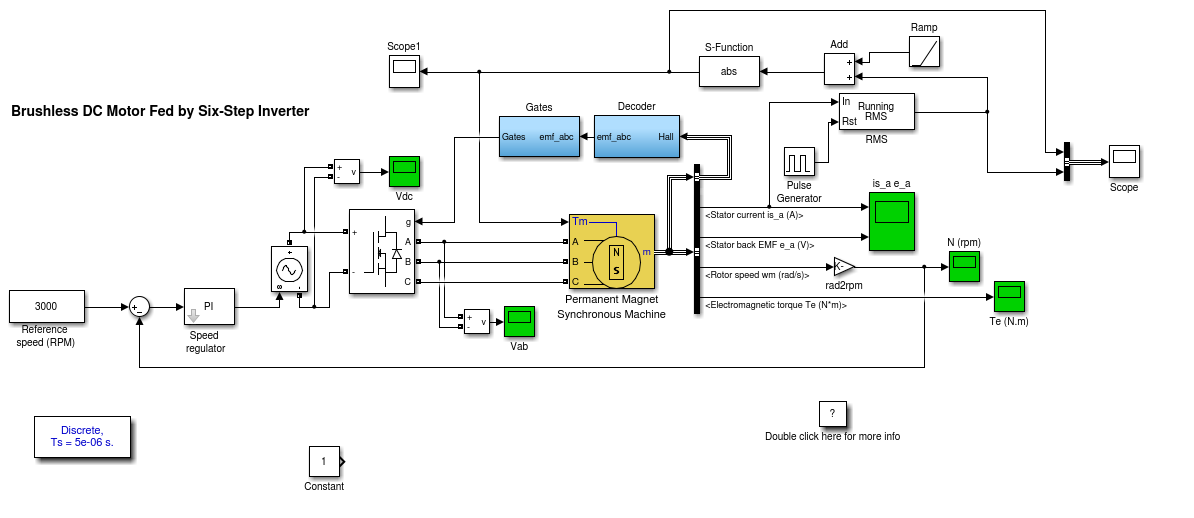 Scope1
S-Function
abs
Add
Ramp
Brushless DC Motor Fed by Six-Step Inverter
Gates
Gates emf_abc
Decoder
emf_abc Hall
In
Rst
Running
RMS
RMS
Pulse
Generator
Scope
v
Vdc
is_a e_a
<Stator current is_a (A)>
<Stator back EMF e_a (V)>
<Rotor speed wm (rad/s)>
<Electromagnetic torque Te (N*m)>
g
A
B
C
Tm
A
B
C
N
S
m
Permanent Magnet
Synchronous Machine
K-
rad2rpm
N (rpm)
Te (N.m)
3000
Reference
speed (RPM)
PI
Speed
regulator
v
Vab
Discrete,
Ts = 5e-06 s.
1
Constant
?
Double click here for more info